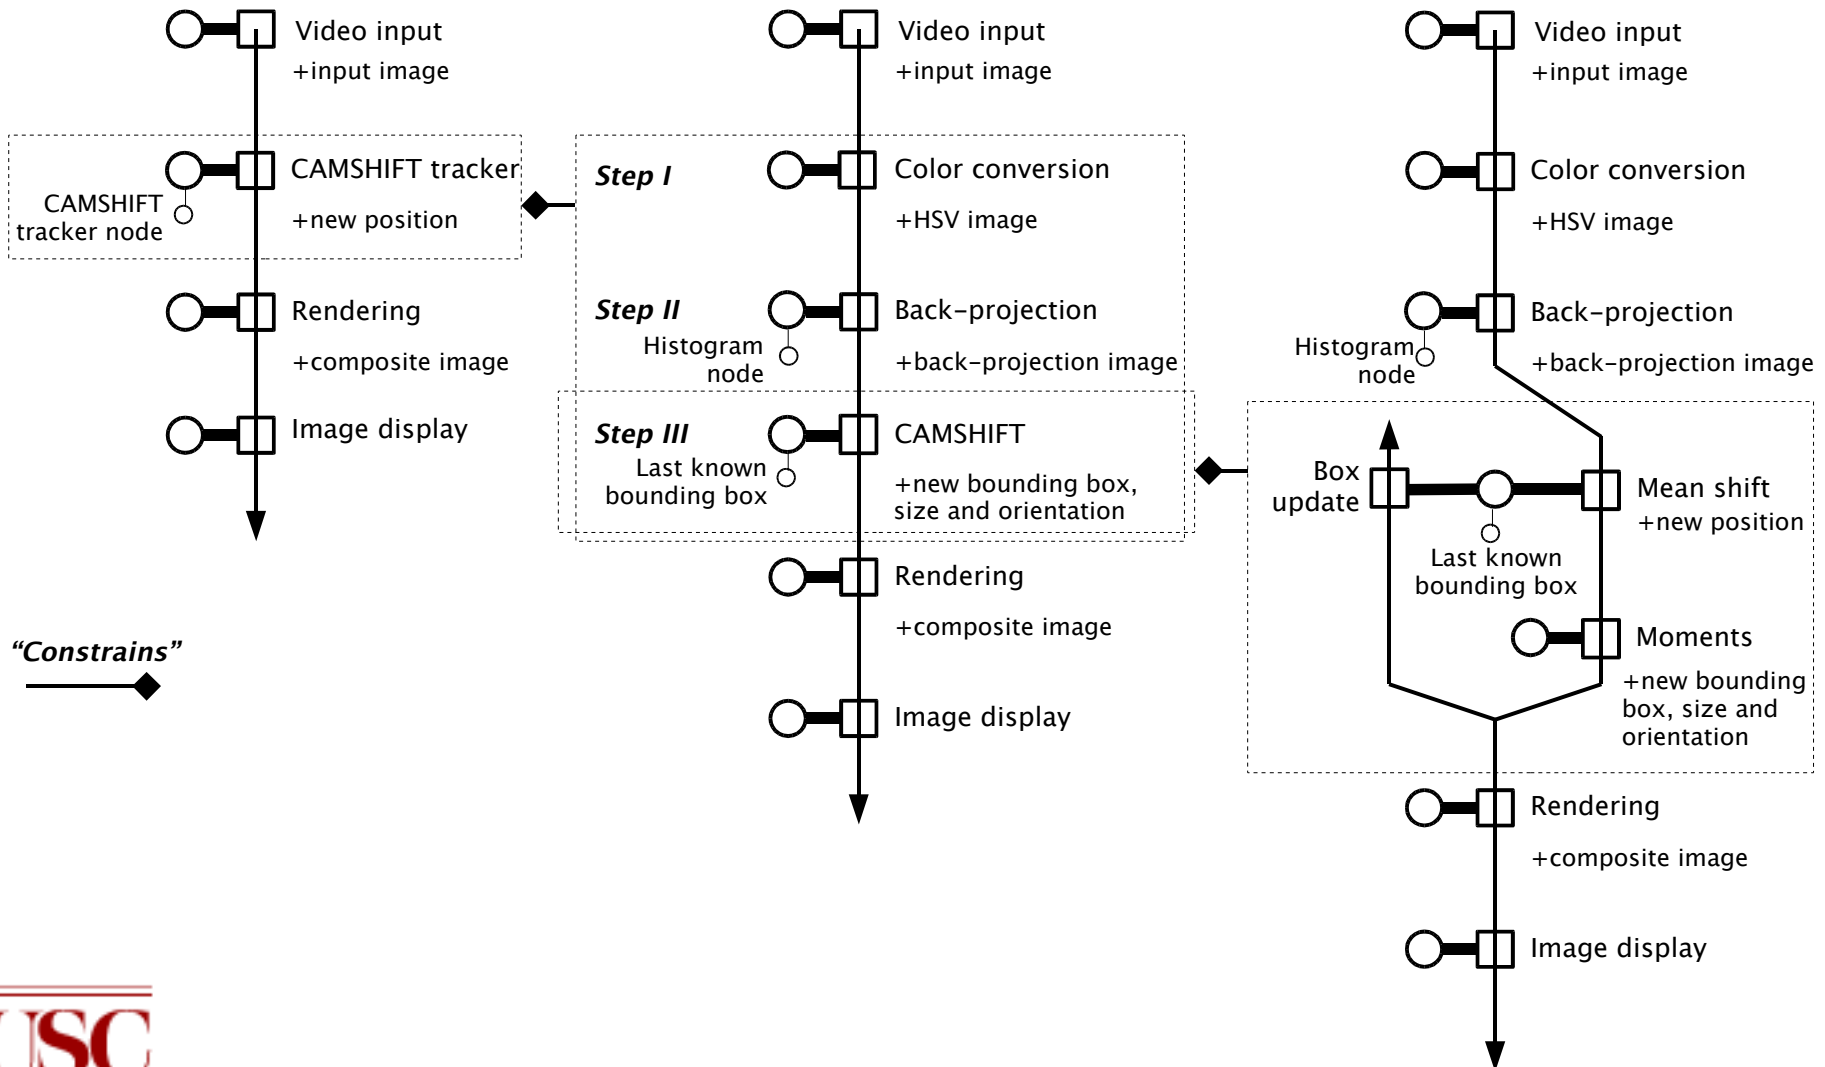 Video input
+input image
CAMSHIFT tracker
CAMSHIFT
tracker node
+new position
Rendering
+composite image
Image display
“Constrains”
Video input
+input image
Step I
Color conversion
+HSV image
Step II
Back-projection
Histogram
node
+back-projection image
Step III
CAMSHIFT
Last known
bounding box
+new bounding box,
size and orientation
Rendering
+composite image
Image display
Video input
+input image
Color conversion
+HSV image
Back-projection
Histogram
node
+back-projection image
Box
update
Mean shift
+new position
Last known
bounding box
Moments
+new bounding
box, size and
orientation
Rendering
+composite image
Image display
USC